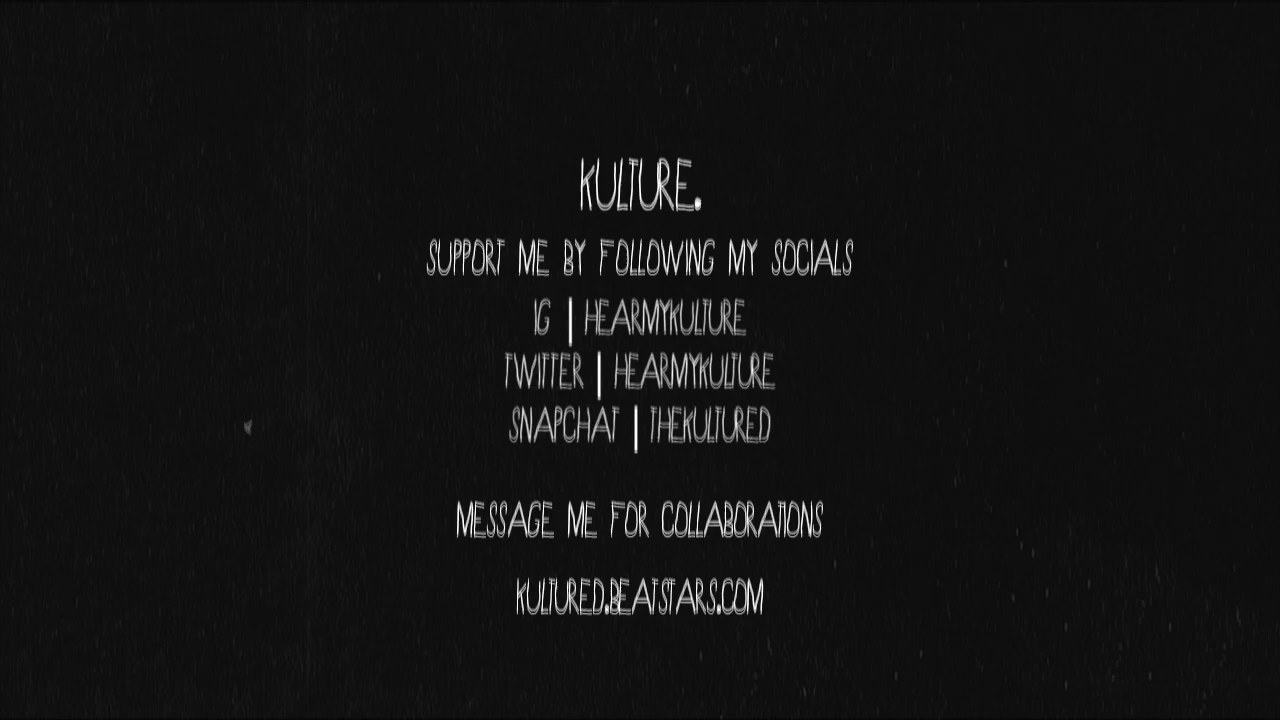 KULTURE.
SUPPORT ME BY FOLLOWING MY SOCIALS
IG | HEARMYKULTURE
TWITTER | HEARMYKULTURE
SNAPCHAT | THEKULTURED
MESSAGE ME FOR COLLABORATIONS
KULTURED.BEATSTARS.COM